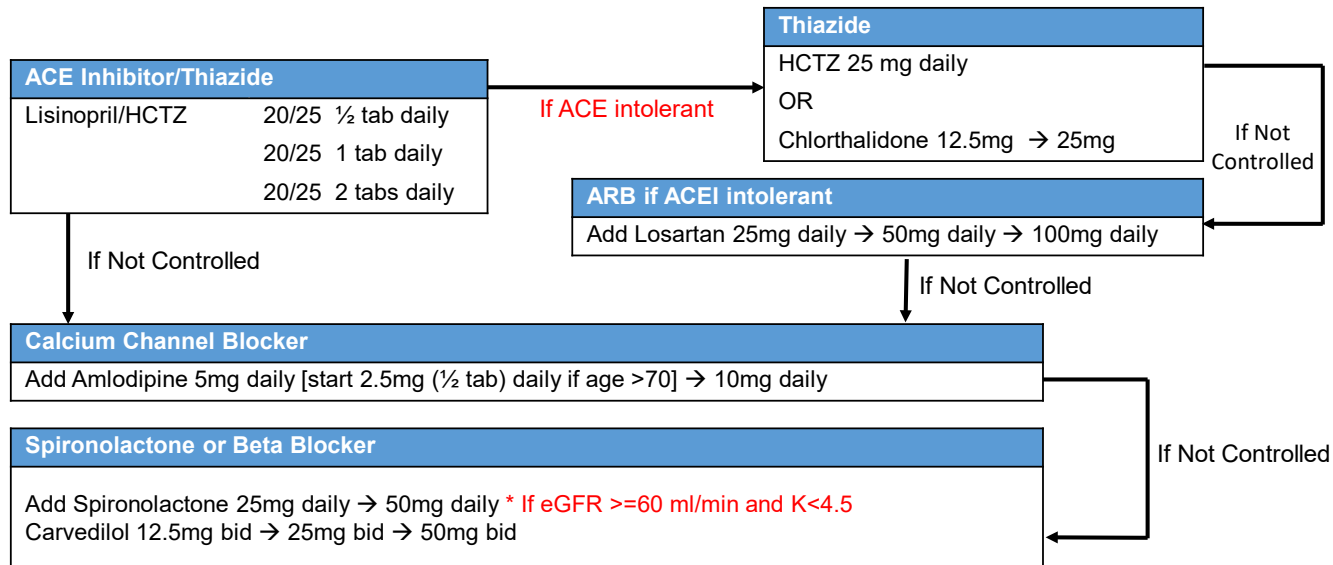 ACE Inhibitor/Thiazide
Lisinopril/HCTZ 20/25 ½ tab daily
20/25 1 tab daily
20/25 2 tabs daily
If ACE intolerant
Thiazide
HCTZ 25 mg daily
OR
Chlorthalidone 12.5mg → 25mg
If Not
Controlled
ARB if ACEI intolerant
Add Losartan 25mg daily → 50mg daily → 100mg daily
If Not Controlled
If Not Controlled
Calcium Channel Blocker
Add Amlodipine 5mg daily [start 2.5mg (½ tab) daily if age >70] → 10mg daily
If Not Controlled
Spironolactone or Beta Blocker
Add Spironolactone 25mg daily → 50mg daily * If eGFR >=60 ml/min and K<4.5
Carvedilol 12.5mg bid → 25mg bid → 50mg bid